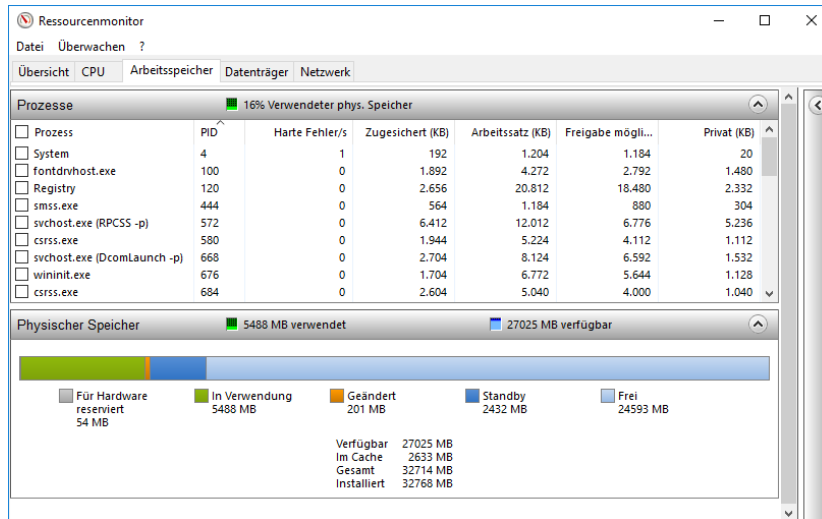 Ressourcenmonitor
Datei Überwachen ?
Übersicht CPU Arbeitsspeicher Datenträger Netzwerk
Prozesse 16% Verwendeter phys. Speicher
Prozess PID Harte Fehler/s Zugesichert (KB) Arbeitssatz (KB) Freigabe mögli... Privat (KB)
System 4 1 192 1.204 1.184 20
fontdrvhost.exe 100 0 1.892 4.272 2.792 1.480
Registry 120 0 2.656 20.812 18.480 2.332
smss.exe 444 0 564 1.184 880 304
svchost.exe (RPCSS -p) 572 0 6.412 12.012 6.776 5.236
csrss.exe 580 0 1.944 5.224 4.112 1.112
svchost.exe (DcomLaunch -p) 668 0 2.704 8.124 6.592 1.532
wininit.exe 676 0 1.704 6.772 5.644 1.128
csrss.exe 684 0 2.604 5.040 4.000 1.040
Physischer Speicher 5488 MB verwendet 27025 MB verfügbar
Für Hardware In Verwendung Geändert Standby Frei
reserviert 5488 MB 201 MB 2432 MB 24593 MB
54 MB
Verfügbar 27025 MB
Im Cache 2633 MB
Gesamt 32714 MB
Installiert 32768 MB